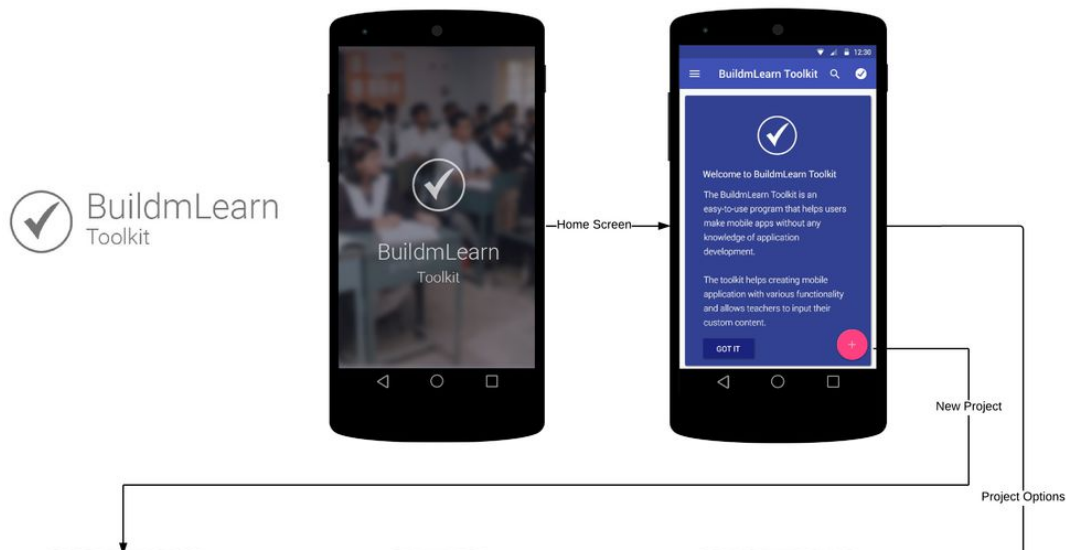 BuildmLearn
Toolkit
BuildmLearn
Toolkit
Home Screen
12:30
BuildmLearn Toolkit
Welcome to BuildmLearn Toolkit
The BuildmLearn Toolkit is an
easy-to-use program that helps users
make mobile apps without any
knowledge of application
development.
The toolkit helps creating mobile
application with various functionality
and allows teachers to input their
custom content.
GOT IT
+
New Project
Project Options